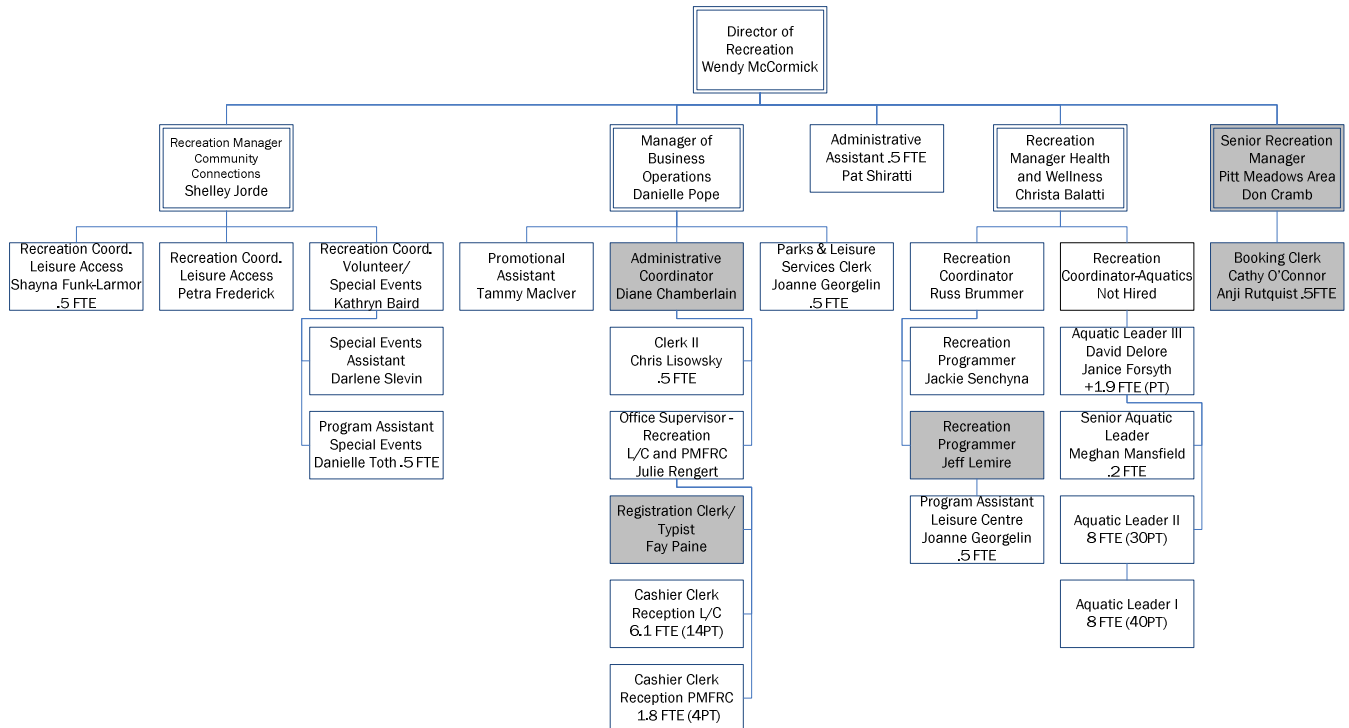 Director of
Recreation
Wendy McCormick
Recreation Manager
Community
Connections
Shelley Jorde
Manager of
Business
Operations
Danielle Pope
Administrative
Assistant .5 FTE
Pat Shiratti
Recreation
Manager Health
and Wellness
Christa Balatti
Senior Recreation
Manager
Pitt Meadows Area
Don Cramb
Recreation Coord.
Leisure Access
Shayna Funk-Larmor
.5 FTE
Recreation Coord.
Leisure Access
Petra Frederick
Recreation Coord.
Volunteer/
Special Events
Kathryn Baird
Promotional
Assistant
Tammy MacIver
Administrative
Coordinator
Diane Chamberlain
Parks & Leisure
Services Clerk
Joanne Georgelin
.5 FTE
Recreation
Coordinator
Russ Brummer
Recreation
Coordinator-Aquatics
Not Hired
Booking Clerk
Cathy O'Connor
Anji Rutquist .5FTE
Special Events
Assistant
Darlene Slevin
Clerk II
Chris Lisowsky
.5 FTE
Recreation
Programmer
Jackie Senchyna
Aquatic Leader III
David Delore
Janice Forsyth
+1.9 FTE (PT)
Program Assistant
Special Events
Danielle Toth .5 FTE
Office Supervisor -
Recreation
L/C and PMFRC
Julie Rengert
Recreation
Programmer
Jeff Lemire
Senior Aquatic
Leader
Meghan Mansfield
.2 FTE
Registration Clerk/
Typist
Fay Paine
Program Assistant
Leisure Centre
Joanne Georgelin
.5 FTE
Aquatic Leader II
8 FTE (30PT)
Cashier Clerk
Reception L/C
6.1 FTE (14PT)
Aquatic Leader I
8 FTE (40PT)
Cashier Clerk
Reception PMFRC
1.8 FTE (4PT)